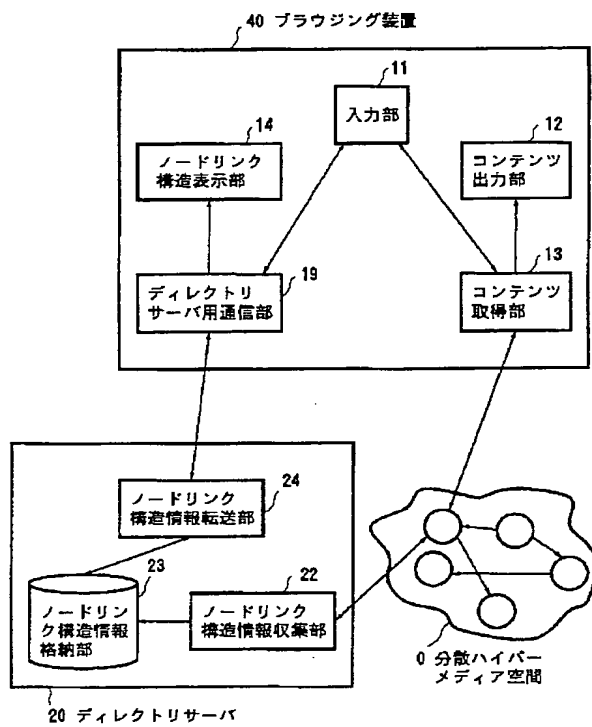 40 ブラウジング装置
11
入力部
14
ノードリンク
構造表示部
12
コンテンツ
出力部
19
ディレクトリ
サーバ用通信部
13
コンテンツ
取得部
ノードリンク
構造情報転送部
24
23
ノードリン
ク構造情報
格納部
22
ノードリンク
構造情報収集部
0 分散ハイパー
メディア空間
20 ディレクトリサーバ